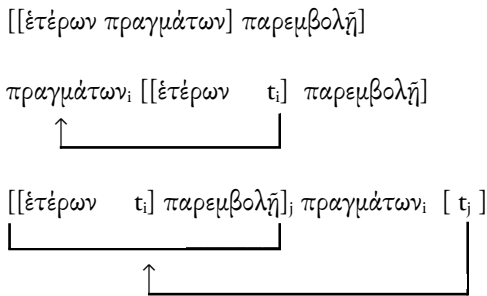 [[ἑτέρων πραγμάτων] παρεμβολῇ]
πραγμάτωνᵢ [[ἑτέρων tᵢ] παρεμβολῇ]
[[ἑτέρων tᵢ] παρεμβολῇ]ⱼ πραγμάτωνᵢ [ tⱼ ]